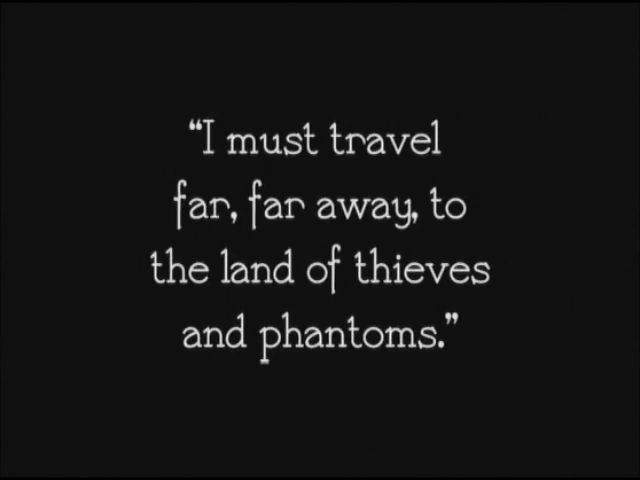 “I must travel
far, far away, to
the land of thieves
and phantoms.”